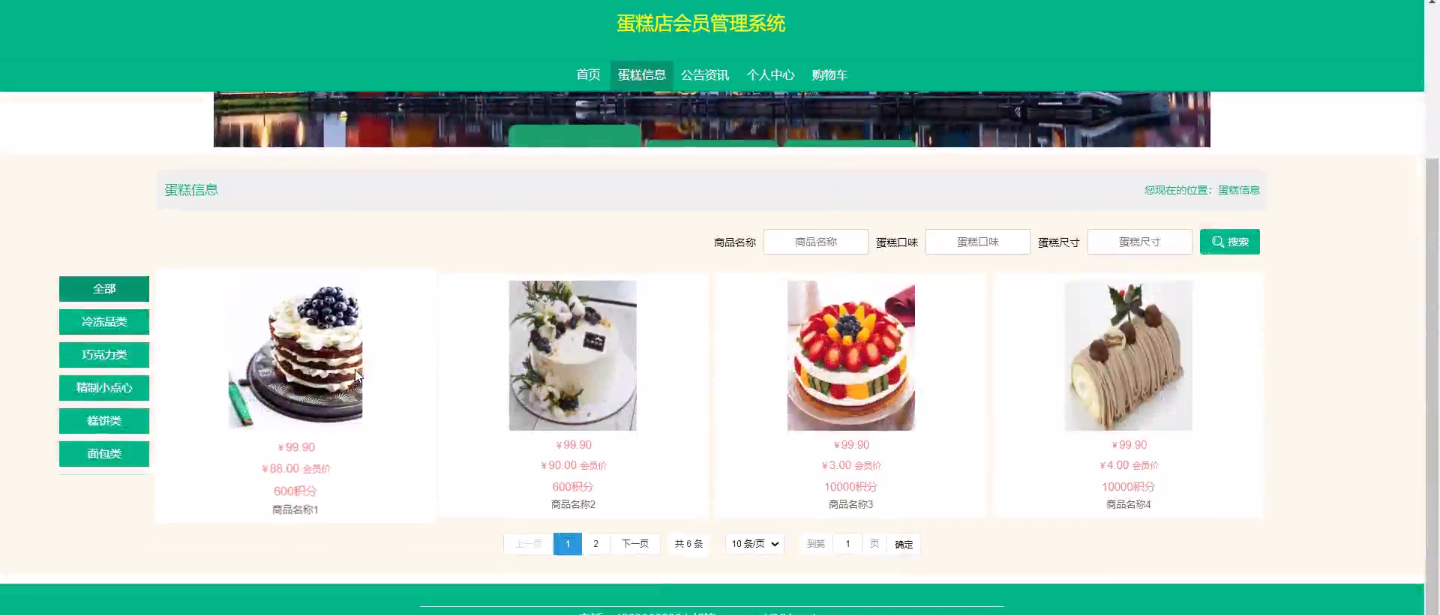 蛋糕店会员管理系统
首页 蛋糕信息 公告资讯 个人中心 购物车
蛋糕信息
您现在的位置：蛋糕信息
商品名称 商品名称 蛋糕口味 蛋糕口味 蛋糕尺寸 蛋糕尺寸 搜索
全部
冷冻品类
巧克力类
精制小点心
糕饼类
面包类
￥99.90
￥88.00 会员价
600积分
商品名称1
￥99.90
￥90.00 会员价
600积分
商品名称2
￥99.90
￥3.00 会员价
10000积分
商品名称3
￥99.90
￥4.00 会员价
10000积分
商品名称4
上一页 1 2 下一页 共 6 条 10 条/页 到第 1 页 确定